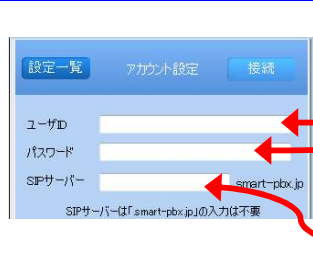 設定一覧 アカウント設定 接続
ユーザID
パスワード
SIPサーバー .smart-pbx.jp
SIPサーバーは「.smart-pbx.jp」の入力は不要